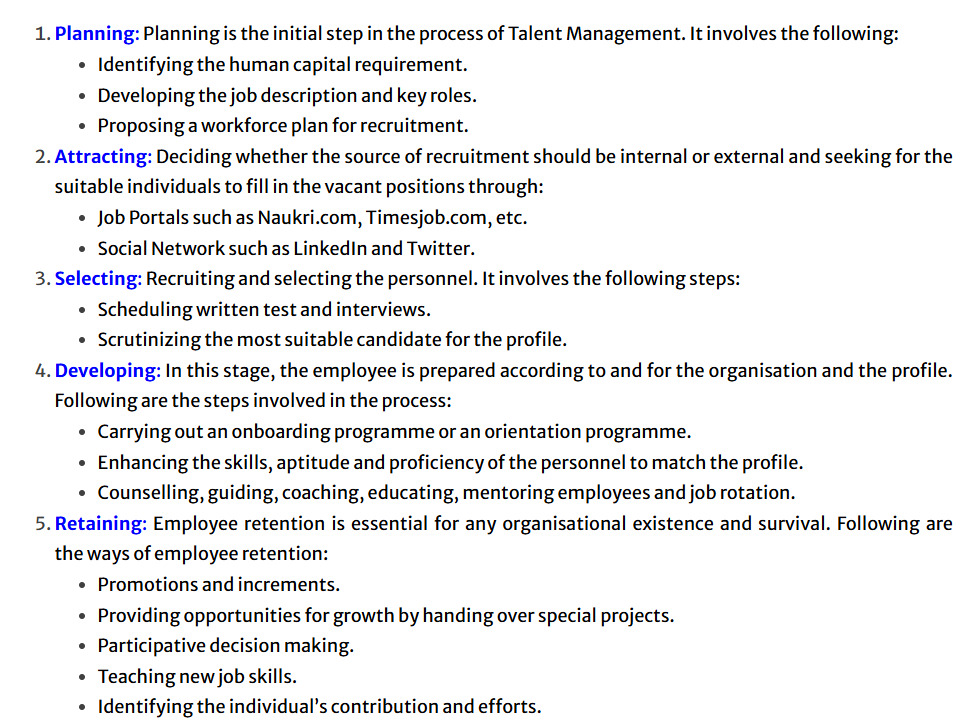 1. Planning: Planning is the initial step in the process of Talent Management. It involves the following:
• Identifying the human capital requirement.
• Developing the job description and key roles.
• Proposing a workforce plan for recruitment.
2. Attracting: Deciding whether the source of recruitment should be internal or external and seeking for the
suitable individuals to fill in the vacant positions through:
• Job Portals such as Naukri.com, Timesjob.com, etc.
• Social Network such as LinkedIn and Twitter.
3. Selecting: Recruiting and selecting the personnel. It involves the following steps:
• Scheduling written test and interviews.
• Scrutinizing the most suitable candidate for the profile.
4. Developing: In this stage, the employee is prepared according to and for the organisation and the profile.
Following are the steps involved in the process:
• Carrying out an onboarding programme or an orientation programme.
• Enhancing the skills, aptitude and proficiency of the personnel to match the profile.
• Counselling, guiding, coaching, educating, mentoring employees and job rotation.
5. Retaining: Employee retention is essential for any organisational existence and survival. Following are
the ways of employee retention:
• Promotions and increments.
• Providing opportunities for growth by handing over special projects.
• Participative decision making.
• Teaching new job skills.
• Identifying the individual’s contribution and efforts.